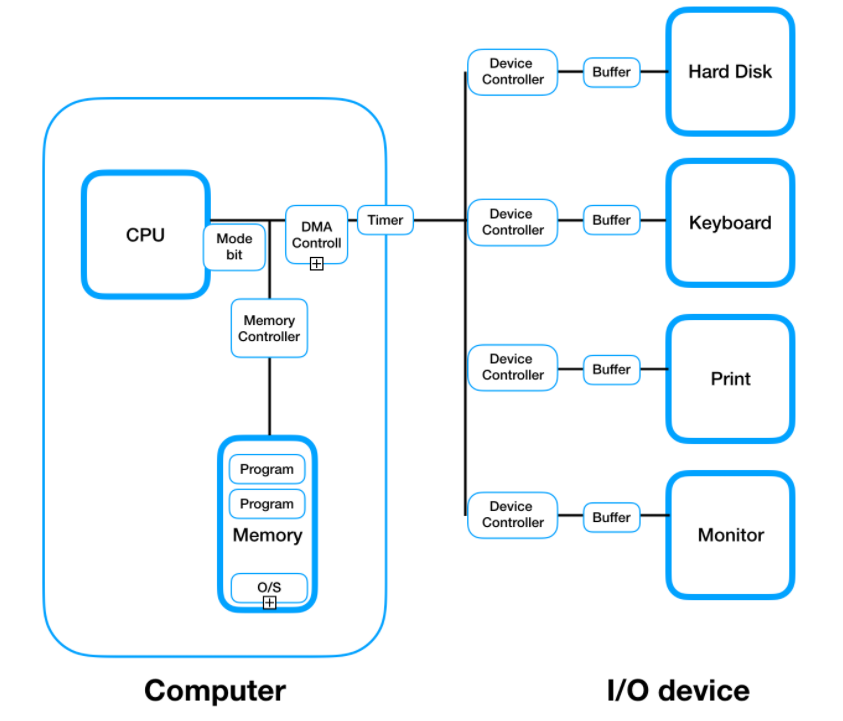 Device
Controller
Buffer
Hard Disk
CPU
Mode
bit
DMA
Controll
Timer
Device
Controller
Buffer
Keyboard
Memory
Controller
Device
Controller
Buffer
Print
Program
Program
Memory
O/S
Device
Controller
Buffer
Monitor
Computer
I/O device